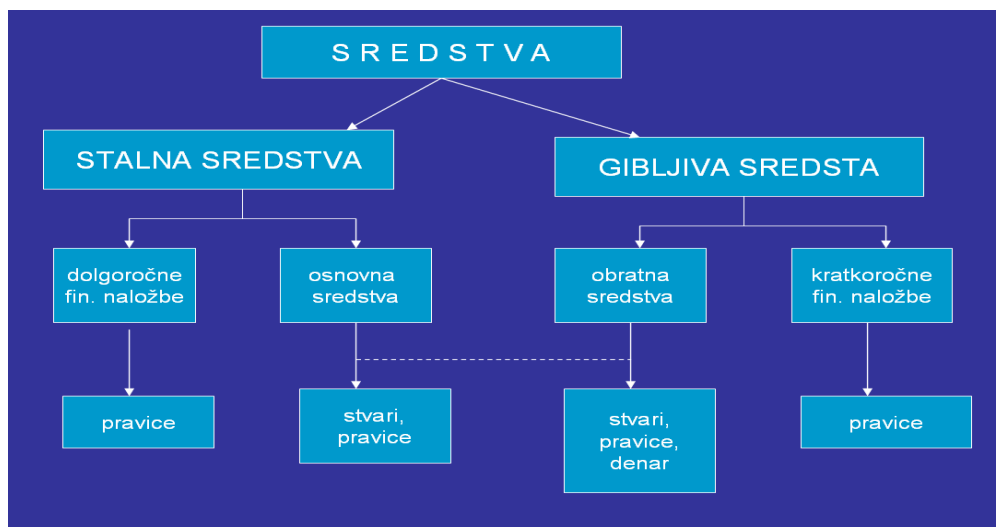 S R E D S T V A
STALNA SREDSTVA
GIBLJIVA SREDSTA
dolgoročne
fin. naložbe
osnovna
sredstva
obratna
sredstva
kratkoročne
fin. naložbe
pravice
stvari,
pravice
stvari,
pravice,
denar
pravice